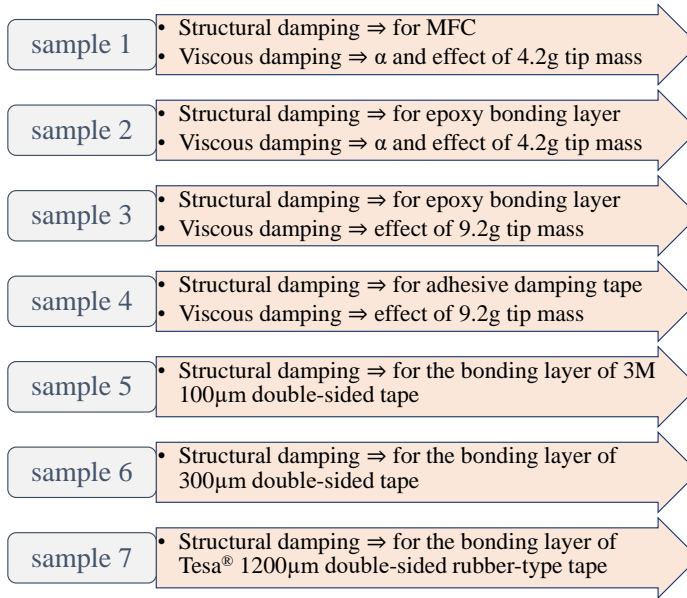 sample 1
• Structural damping ⇒ for MFC
• Viscous damping ⇒ α and effect of 4.2g tip mass
sample 2
• Structural damping ⇒ for epoxy bonding layer
• Viscous damping ⇒ α and effect of 4.2g tip mass
sample 3
• Structural damping ⇒ for epoxy bonding layer
• Viscous damping ⇒ effect of 9.2g tip mass
sample 4
• Structural damping ⇒ for adhesive damping tape
• Viscous damping ⇒ effect of 9.2g tip mass
sample 5
• Structural damping ⇒ for the bonding layer of 3M
100µm double-sided tape
sample 6
• Structural damping ⇒ for the bonding layer of
300µm double-sided tape
sample 7
• Structural damping ⇒ for the bonding layer of
Tesa® 1200µm double-sided rubber-type tape